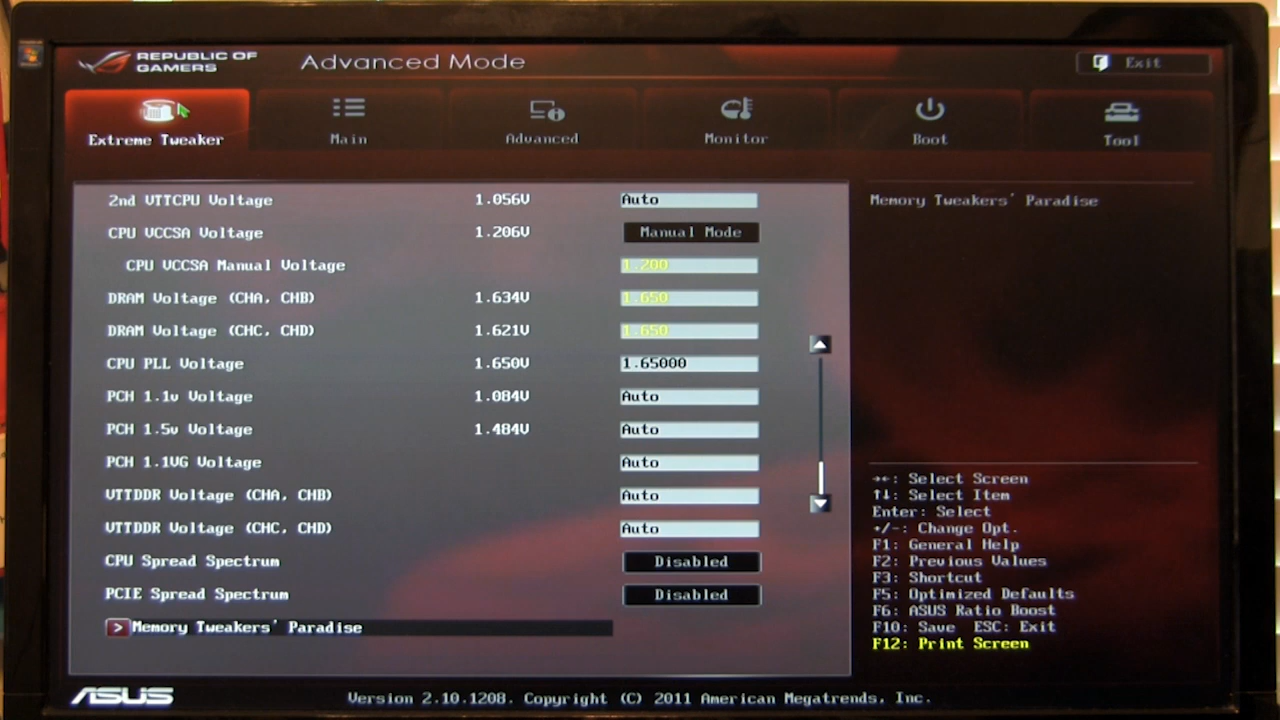 REPUBLIC OF
GAMERS
Advanced Mode
Exit
Extreme Tweaker
Main
Advanced
Monitor
Boot
Tool
2nd VTTCPU Voltage 1.056V Auto
CPU VCCSA Voltage 1.206V Manual Mode
CPU VCCSA Manual Voltage 1.200
DRAM Voltage (CHA, CHB) 1.634V 1.650
DRAM Voltage (CHC, CHD) 1.621V 1.650
CPU PLL Voltage 1.650V 1.65000
PCH 1.1v Voltage 1.084V Auto
PCH 1.5v Voltage 1.484V Auto
PCH 1.1VG Voltage Auto
VTTDDR Voltage (CHA, CHB) Auto
VTTDDR Voltage (CHC, CHD) Auto
CPU Spread Spectrum Disabled
PCIE Spread Spectrum Disabled
> Memory Tweakers' Paradise
Memory Tweakers' Paradise
→←: Select Screen
↑↓: Select Item
Enter: Select
+/-: Change Opt.
F1: General Help
F2: Previous Values
F3: Shortcut
F5: Optimized Defaults
F6: ASUS Ratio Boost
F10: Save ESC: Exit
F12: Print Screen
ASUS
Version 2.10.1208. Copyright (C) 2011 American Megatrends, Inc.